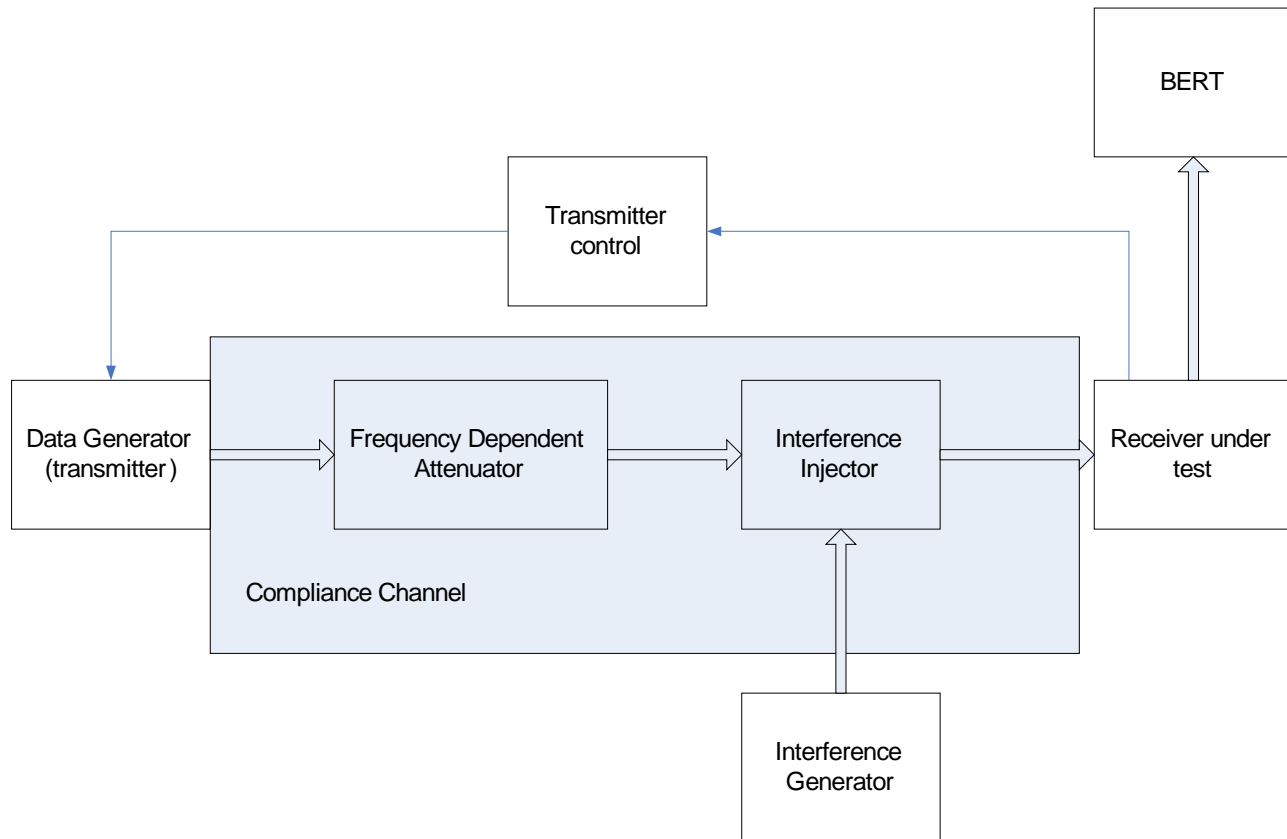 BERT
Transmitter
control
Data Generator
(transmitter)
Frequency Dependent
Attenuator
Interference
Injector
Receiver under
test
Compliance Channel
Interference
Generator